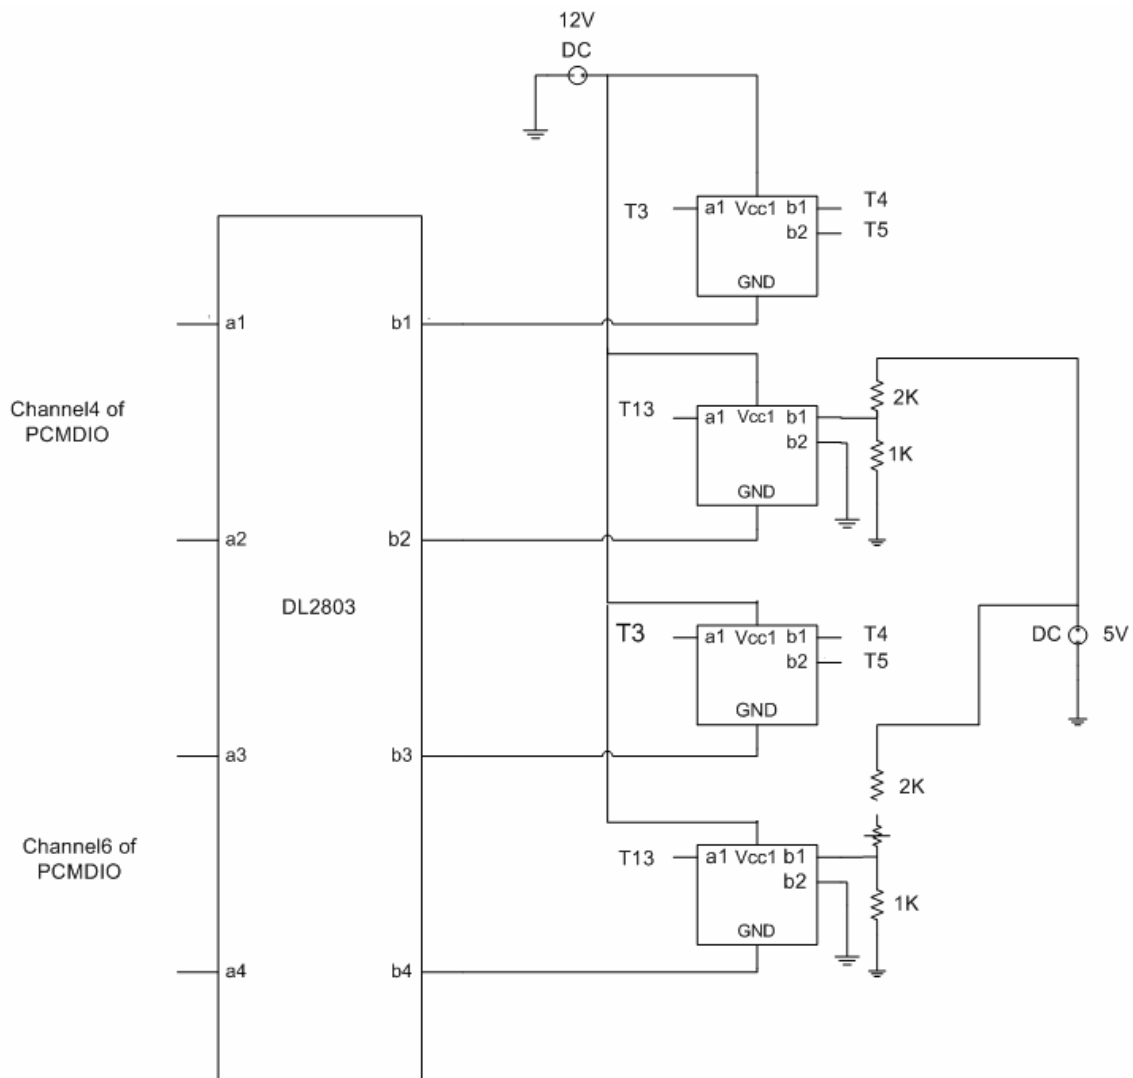 12V
DC
T3
a1 Vcc1 b1
T4
b2
T5
GND
a1
b1
Channel4 of
PCMDIO
T13
a1 Vcc1 b1
2K
b2
1K
GND
a2
b2
DL2803
T3
a1 Vcc1 b1
T4
b2
T5
DC
5V
GND
a3
b3
2K
Channel6 of
PCMDIO
T13
a1 Vcc1 b1
b2
1K
GND
a4
b4